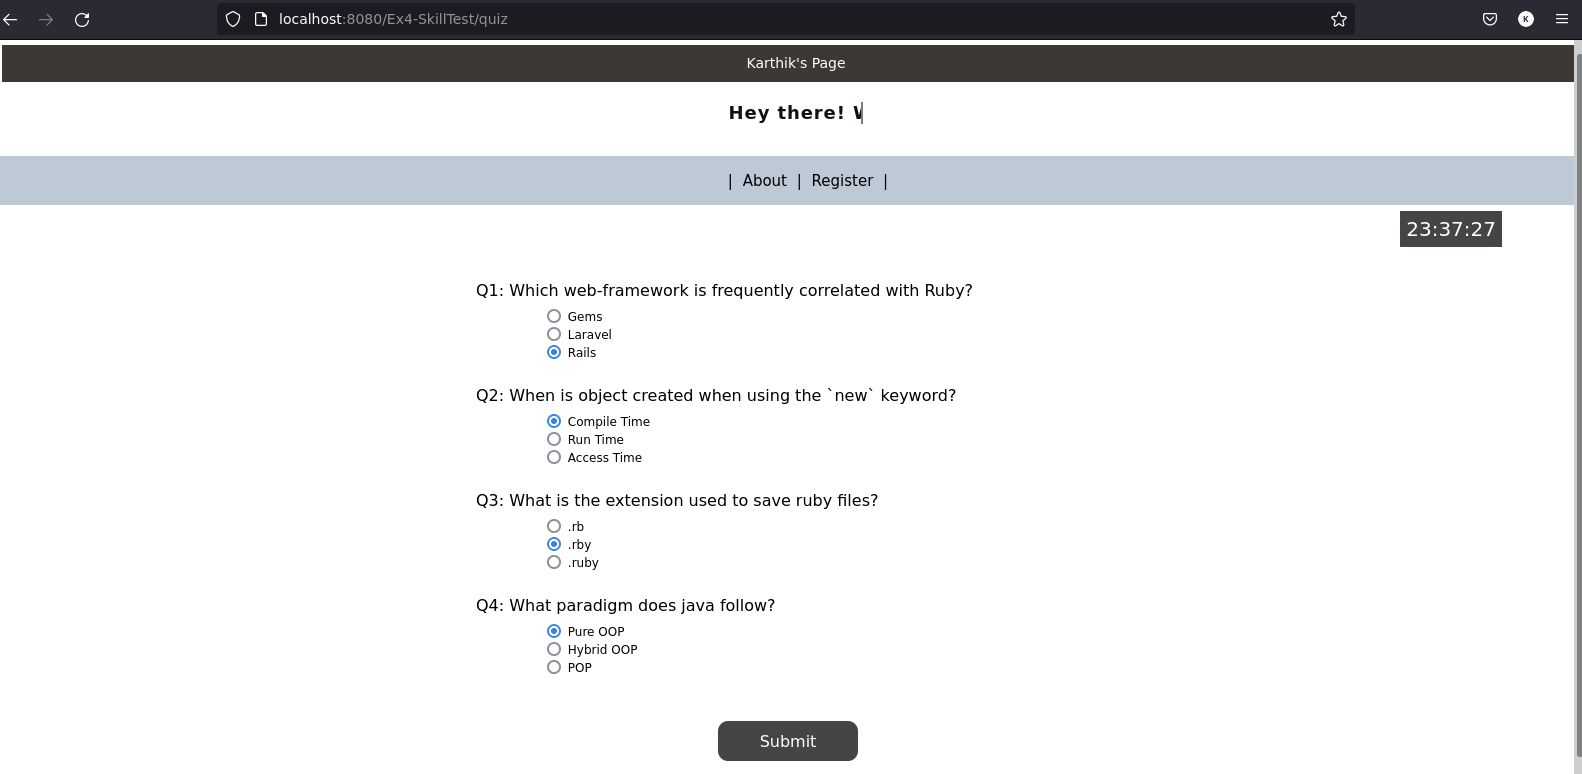 localhost:8080/Ex4-SkillTest/quiz
K
Karthik's Page
Hey there!
| About | Register |
23:37:27
Q1: Which web-framework is frequently correlated with Ruby?
Gems
Laravel
Rails
Q2: When is object created when using the `new` keyword?
Compile Time
Run Time
Access Time
Q3: What is the extension used to save ruby files?
.rb
.rby
.ruby
Q4: What paradigm does java follow?
Pure OOP
Hybrid OOP
POP
Submit